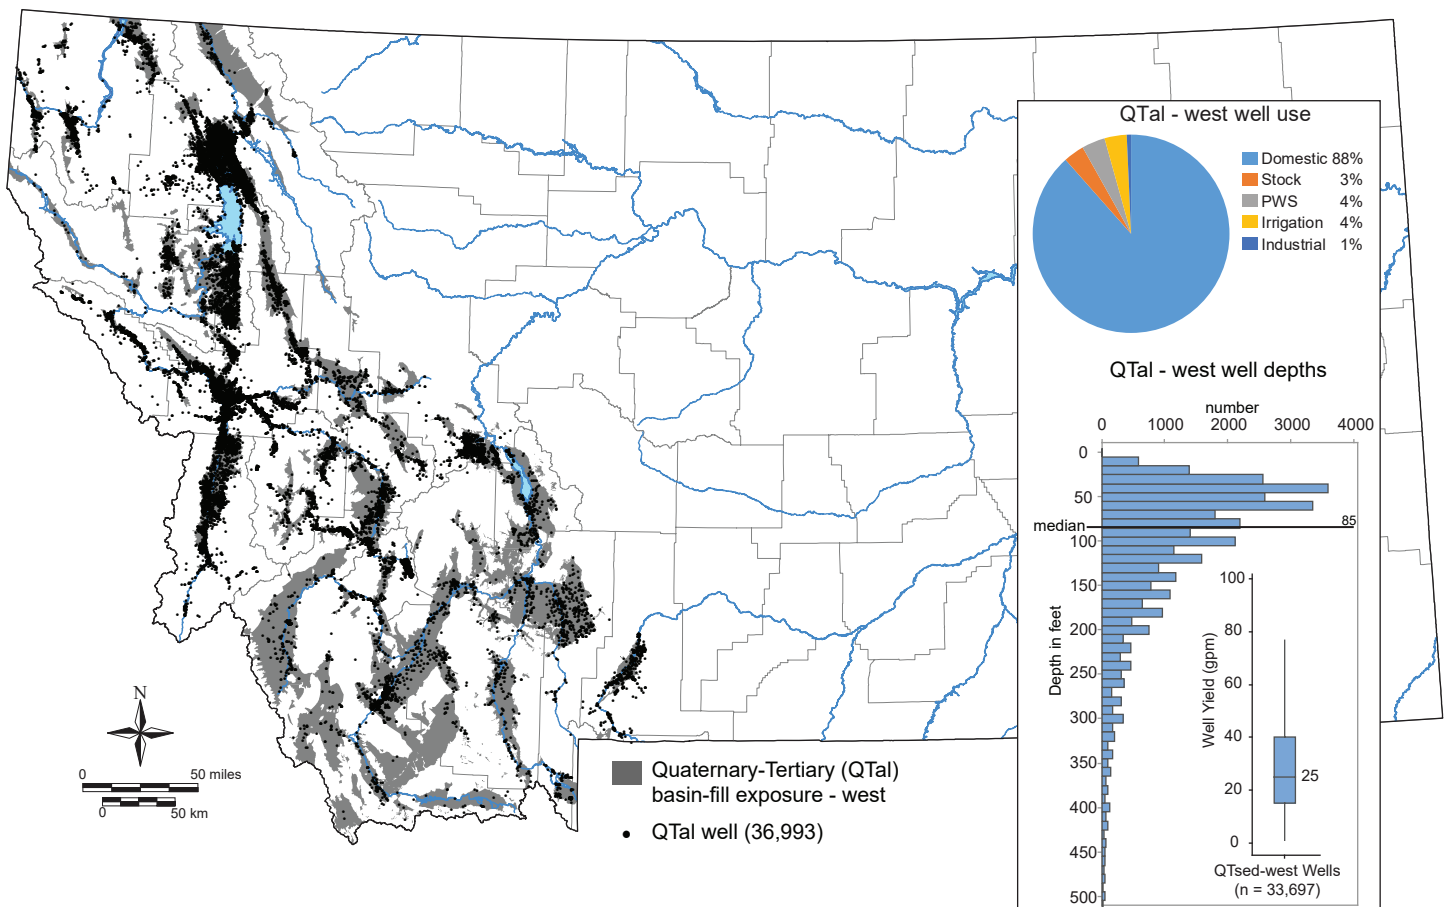 QTal - west well use
Domestic 88%
Stock 3%
PWS 4%
Irrigation 4%
Industrial 1%
QTal - west well depths
number
0 1000 2000 3000 4000
Depth in feet
0
50
median 85
100
150
200
250
300
350
400
450
500
Well Yield (gpm)
100
80
60
40
25
20
0
QTsed-west Wells
(n = 33,697)
N
0 50 miles
0 50 km
Quaternary-Tertiary (QTal)
basin-fill exposure - west
QTal well (36,993)